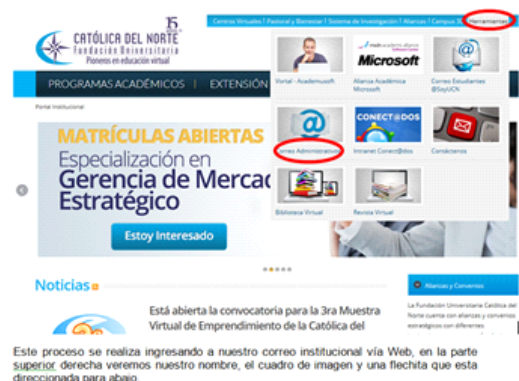 15
CATÓLICA DEL NORTE
Fundación Universitaria
Pioneros en educación virtual
Centros Virtuales | Pastoral y Bienestar | Sistema de Investigación | Alianzas | Campus
Herramientas
PROGRAMAS ACADÉMICOS | EXTENSIÓN
Portal Institucional
Microsoft
Vortal - Academusoft
Alianza Académica
Microsoft
Correo Estudiantes
@SoyUCN
CONECT@DOS
Correo Administrativo
Intranet Conect@dos
Contáctenos
Biblioteca Virtual
Revista Virtual
MATRÍCULAS ABIERTAS
Especialización en
Gerencia de Mercad
Estratégico
Estoy Interesado
Noticias
Está abierta la convocatoria para la 3ra Muestra
Virtual de Emprendimiento de la Católica del
Alianzas y Convenios
La Fundación Universitaria Católica del
Norte cuenta con alianzas y convenios
estratégicos con diferentes
Este proceso se realiza ingresando a nuestro correo institucional vía Web, en la parte
superior derecha veremos nuestro nombre, el cuadro de imagen y una flechita que esta
direccionada para abajo.